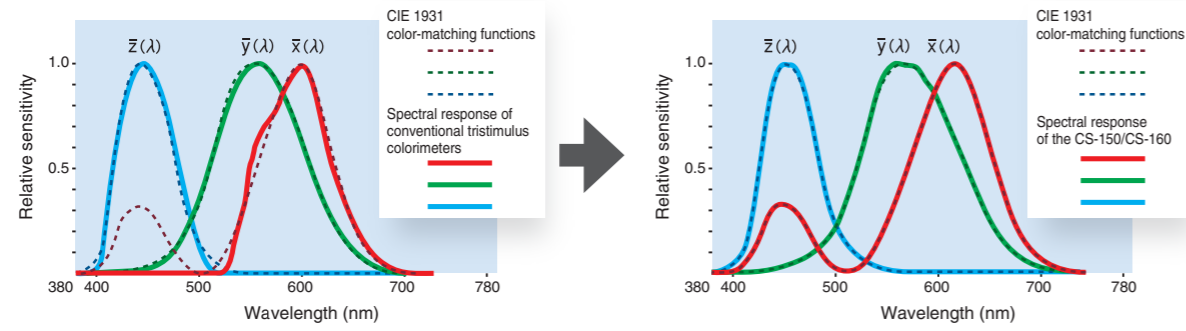 CIE 1931
color-matching functions
z̄(λ) ȳ(λ) x̄(λ)
Spectral response of
conventional tristimulus
colorimeters
Relative sensitivity
1.0
0.5
380 400 500 600 700 780
Wavelength (nm)
CIE 1931
color-matching functions
z̄(λ) ȳ(λ) x̄(λ)
Spectral response
of the CS-150/CS-160
Relative sensitivity
1.0
0.5
380 400 500 600 700 780
Wavelength (nm)